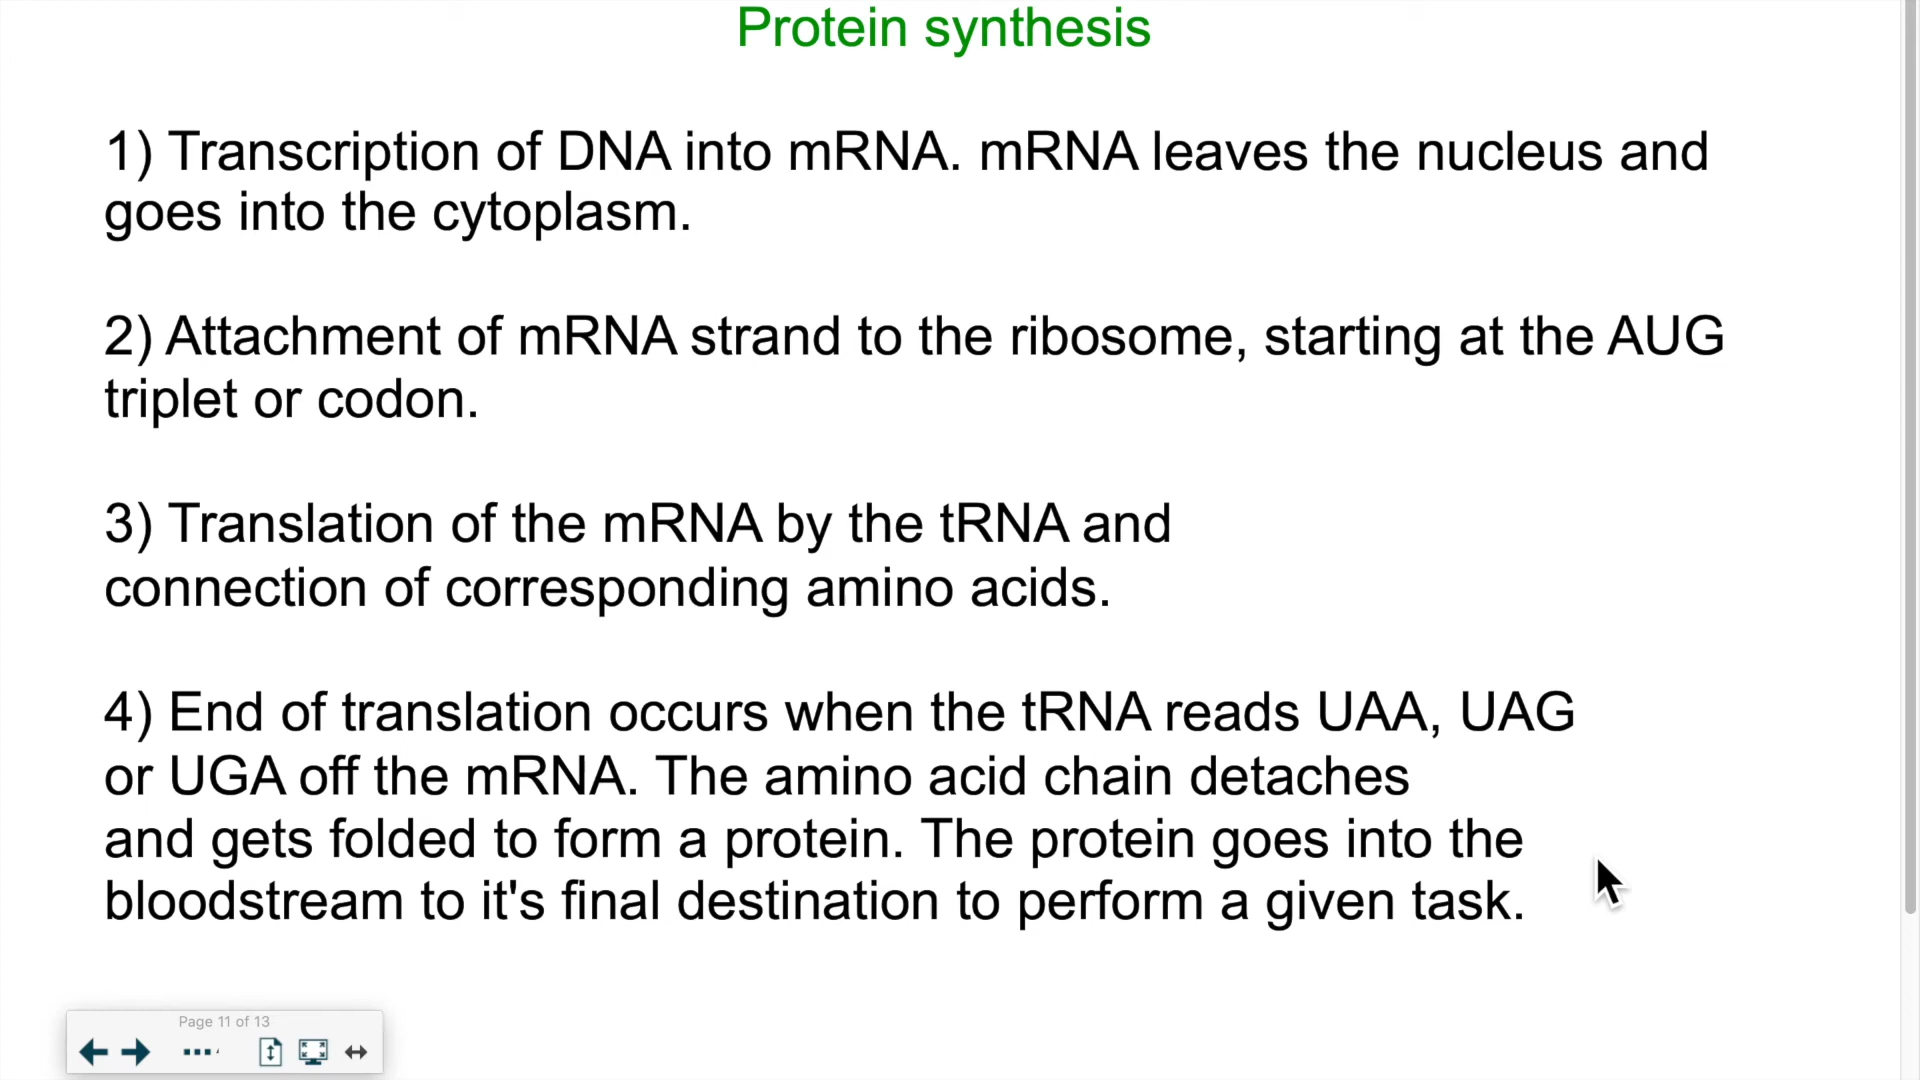 Protein synthesis
1) Transcription of DNA into mRNA. mRNA leaves the nucleus and
goes into the cytoplasm.
2) Attachment of mRNA strand to the ribosome, starting at the AUG
triplet or codon.
3) Translation of the mRNA by the tRNA and
connection of corresponding amino acids.
4) End of translation occurs when the tRNA reads UAA, UAG
or UGA off the mRNA. The amino acid chain detaches
and gets folded to form a protein. The protein goes into the
bloodstream to it's final destination to perform a given task.
Page 11 of 13